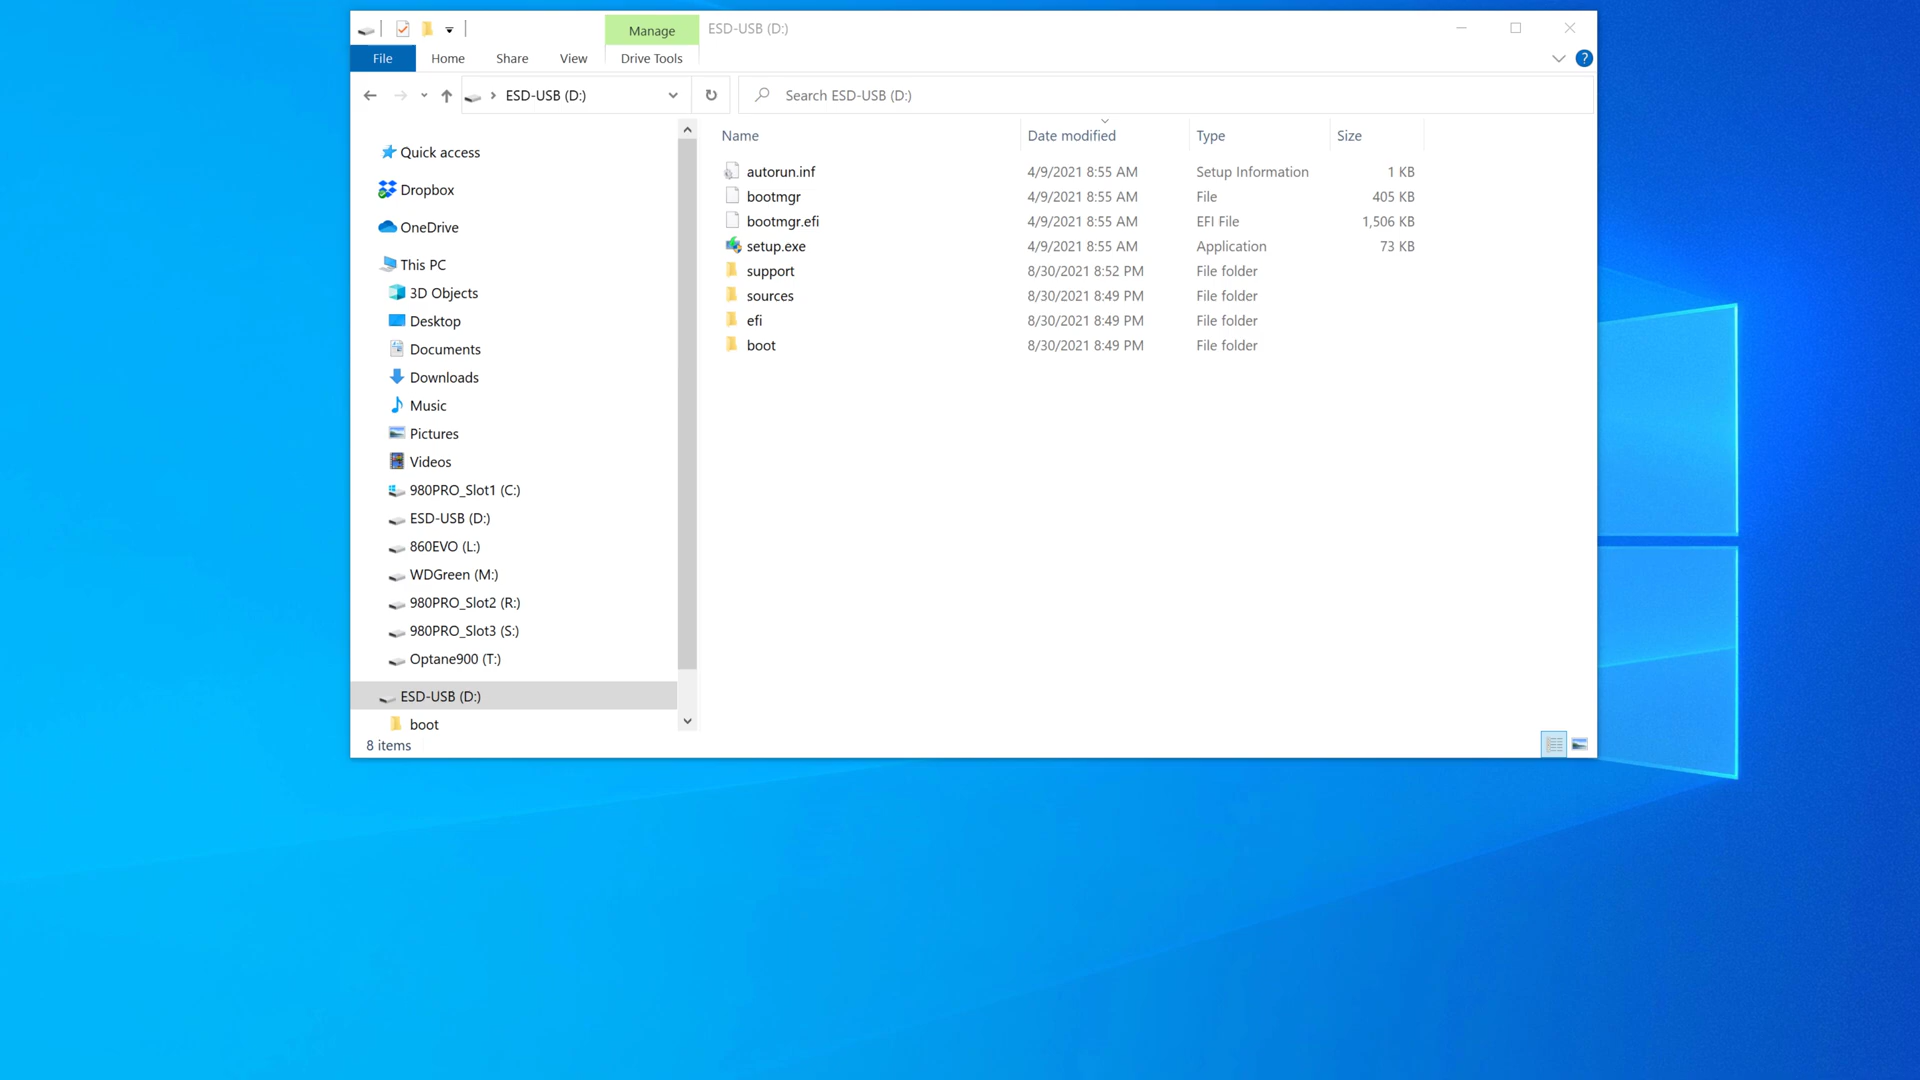 Manage
ESD-USB (D:)
File
Home
Share
View
Drive Tools
?
ESD-USB (D:)
Search ESD-USB (D:)
Name
Date modified
Type
Size
Quick access
Dropbox
OneDrive
This PC
3D Objects
Desktop
Documents
Downloads
Music
Pictures
Videos
980PRO_Slot1 (C:)
ESD-USB (D:)
860EVO (L:)
WDGreen (M:)
980PRO_Slot2 (R:)
980PRO_Slot3 (S:)
Optane900 (T:)
ESD-USB (D:)
boot
autorun.inf 4/9/2021 8:55 AM Setup Information 1 KB
bootmgr 4/9/2021 8:55 AM File 405 KB
bootmgr.efi 4/9/2021 8:55 AM EFI File 1,506 KB
setup.exe 4/9/2021 8:55 AM Application 73 KB
support 8/30/2021 8:52 PM File folder
sources 8/30/2021 8:49 PM File folder
efi 8/30/2021 8:49 PM File folder
boot 8/30/2021 8:49 PM File folder
8 items